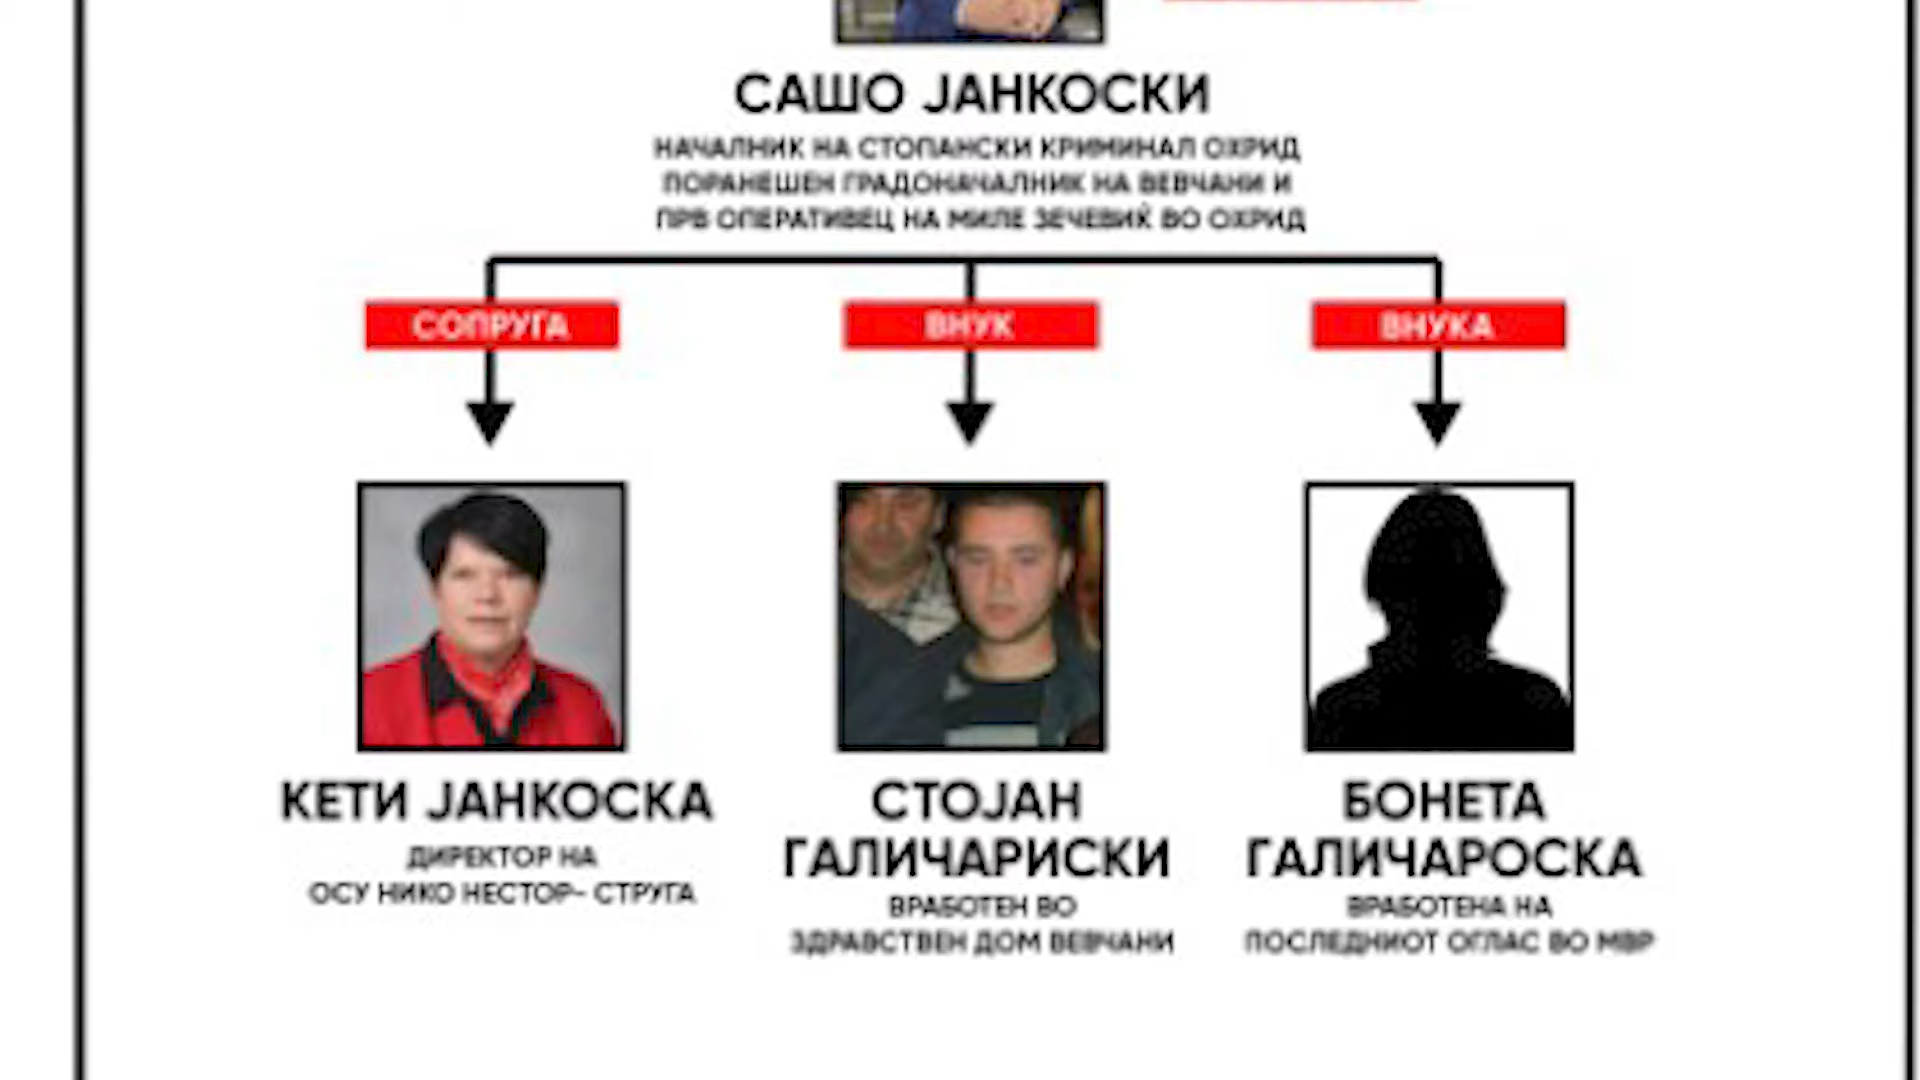 САШО ЈАНКОСКИ
НАЧАЛНИК НА СТОПАНСКИ КРИМИНАЛ ОХРИД
ПОРАНЕШЕН ГРАДОНАЧАЛНИК НА ВЕВЧАНИ И
ПРВ ОПЕРАТИВЕЦ НА МИЛЕ ЗЕЧЕВИЌ ВО ОХРИД
СОПРУГА
ВНУК
ВНУКА
КЕТИ ЈАНКОСКА
ДИРЕКТОР НА
ОСУ НИКО НЕСТОР- СТРУГА
СТОЈАН
ГАЛИЧАРИСКИ
ВРАБОТЕН ВО
ЗДРАВСТВЕН ДОМ ВЕВЧАНИ
БОНЕТА
ГАЛИЧАРОСКА
ВРАБОТЕНА НА
ПОСЛЕДНИОТ ОГЛАС ВО МВР